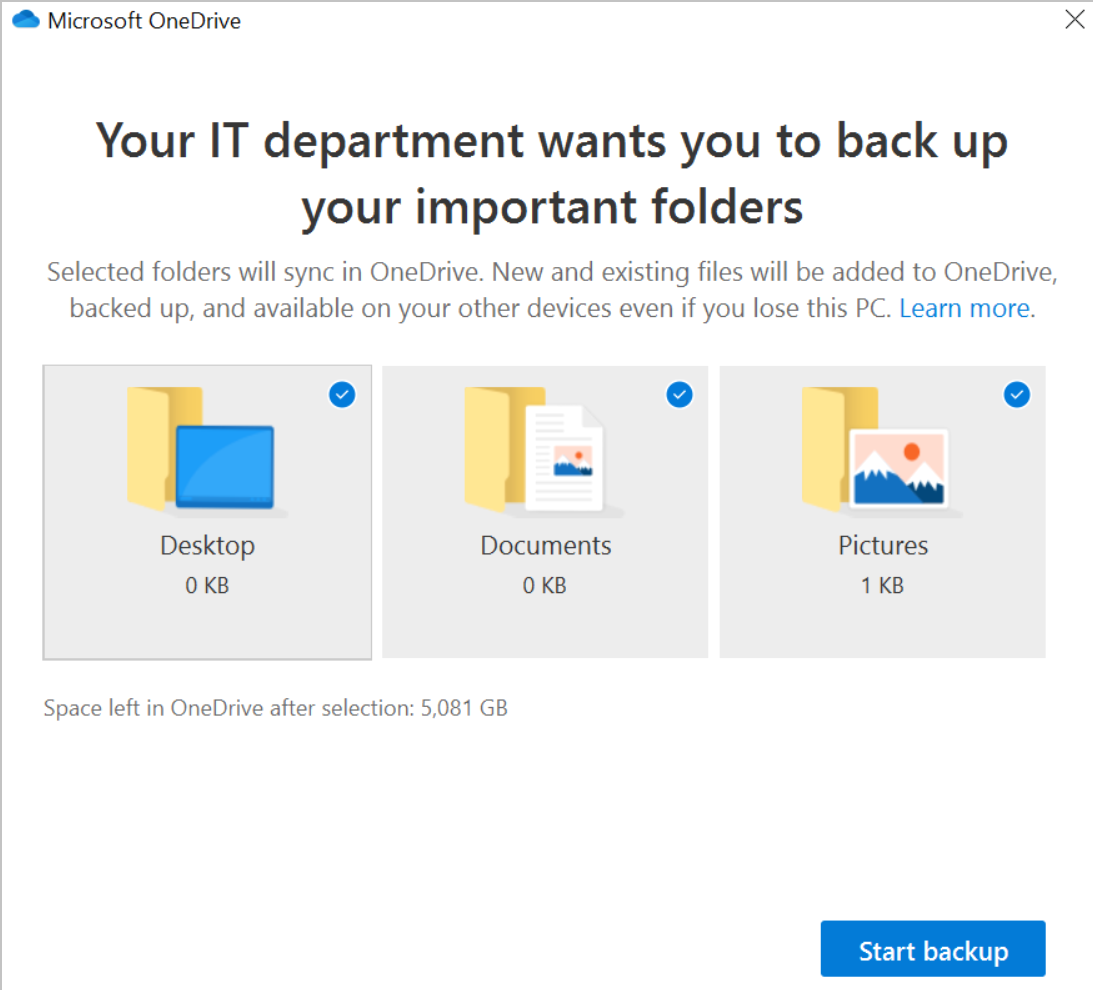 Microsoft OneDrive
Your IT department wants you to back up
your important folders
Selected folders will sync in OneDrive. New and existing files will be added to OneDrive,
backed up, and available on your other devices even if you lose this PC. Learn more.
Desktop
0 KB
Documents
0 KB
Pictures
1 KB
Space left in OneDrive after selection: 5,081 GB
Start backup